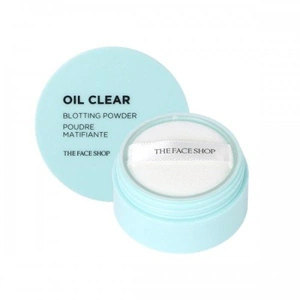 OIL CLEAR
BLOTTING POWDER
POUDRE
MATIFIANTE
THE FACE SHOP
THE FACE SHOP